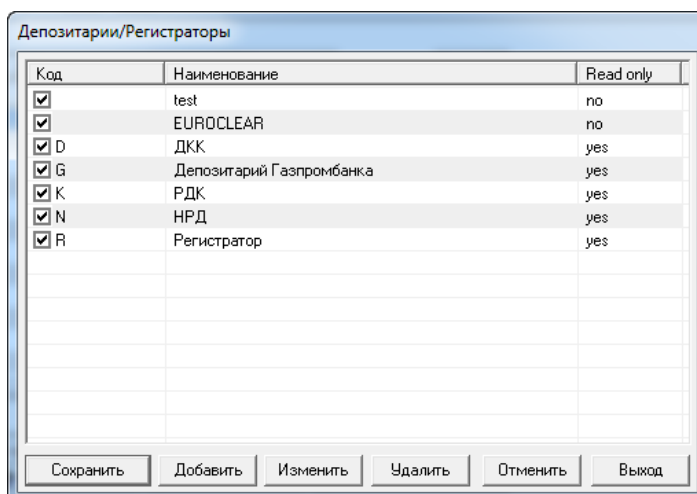 Депозитарии/Регистраторы
Код Наименование Read only
test no
EUROCLEAR no
D ДКК yes
G Депозитарий Газпромбанка yes
K РДК yes
N НРД yes
R Регистратор yes
Сохранить Добавить Изменить Удалить Отменить Выход